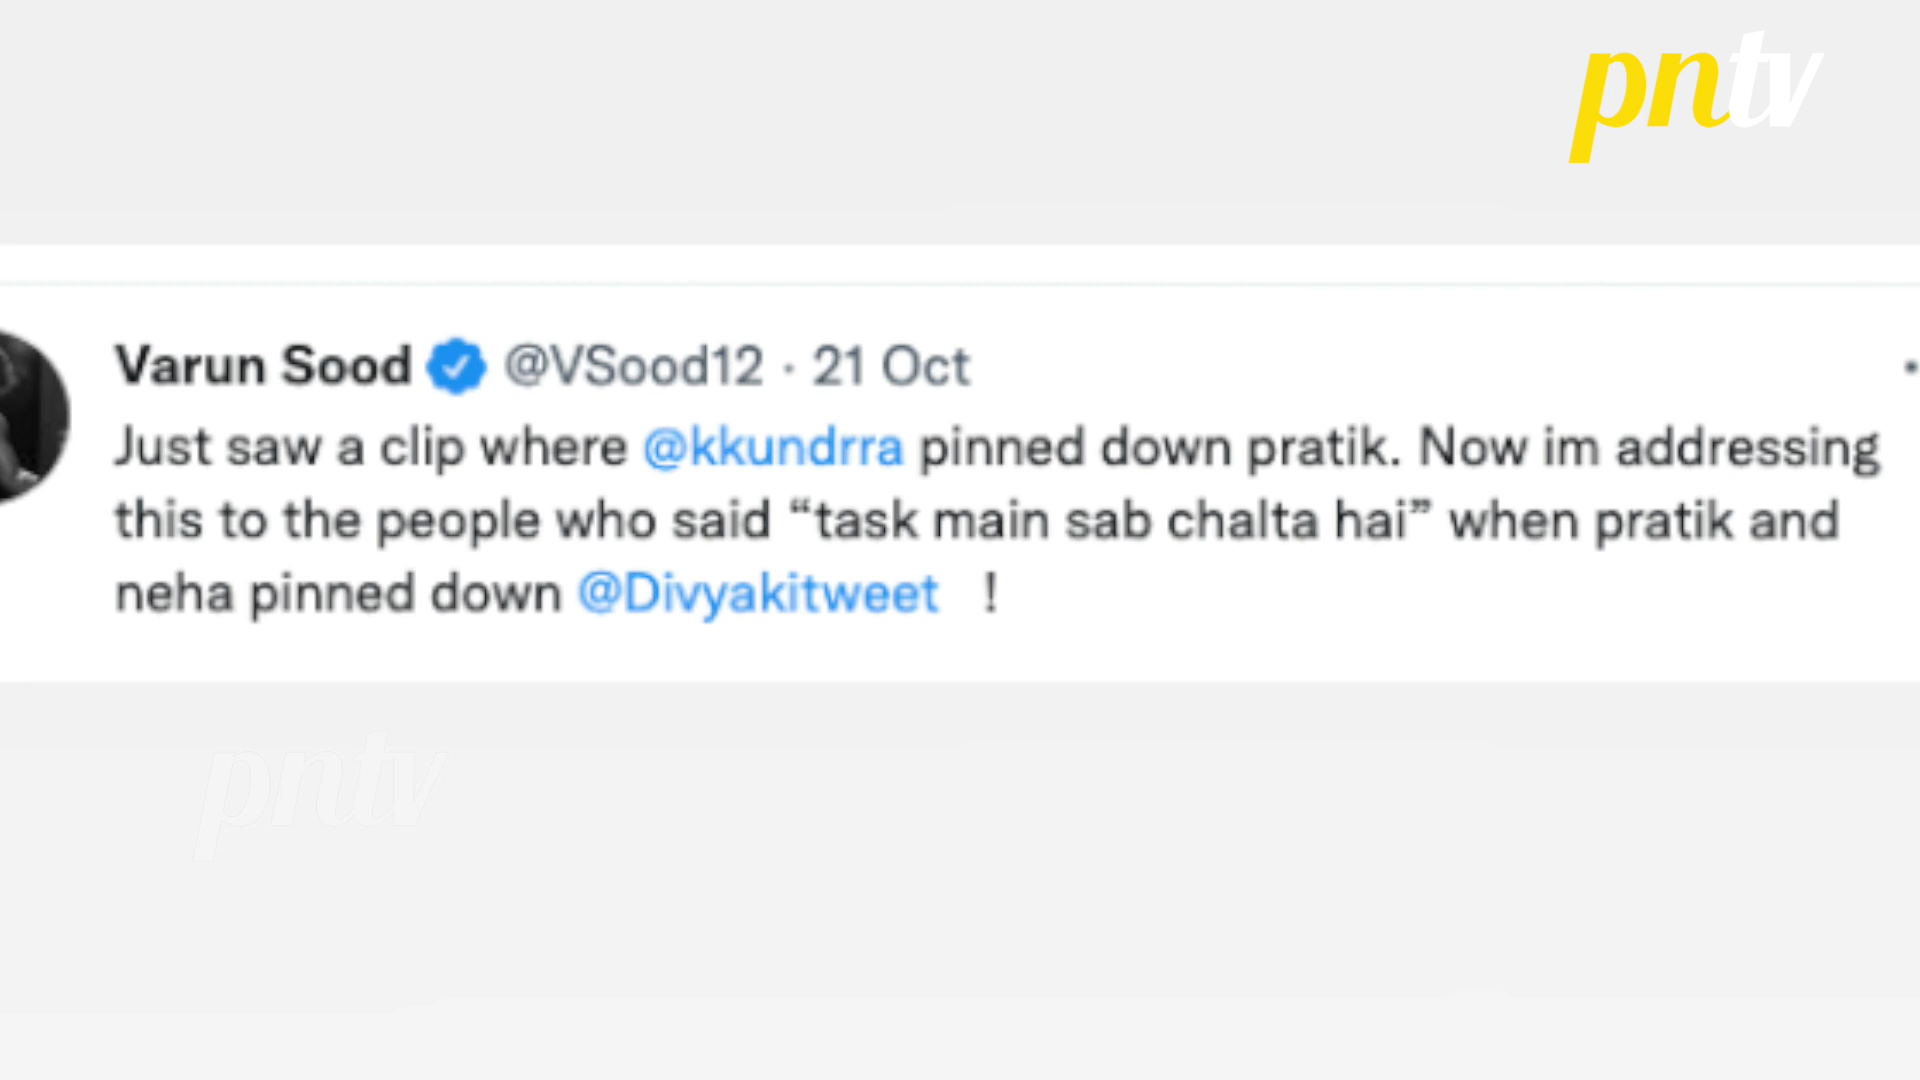 pntv
Varun Sood @VSood12 · 21 Oct
Just saw a clip where @kkundrra pinned down pratik. Now im addressing
this to the people who said “task main sab chalta hai” when pratik and
neha pinned down @Divyakitweet !
pntv